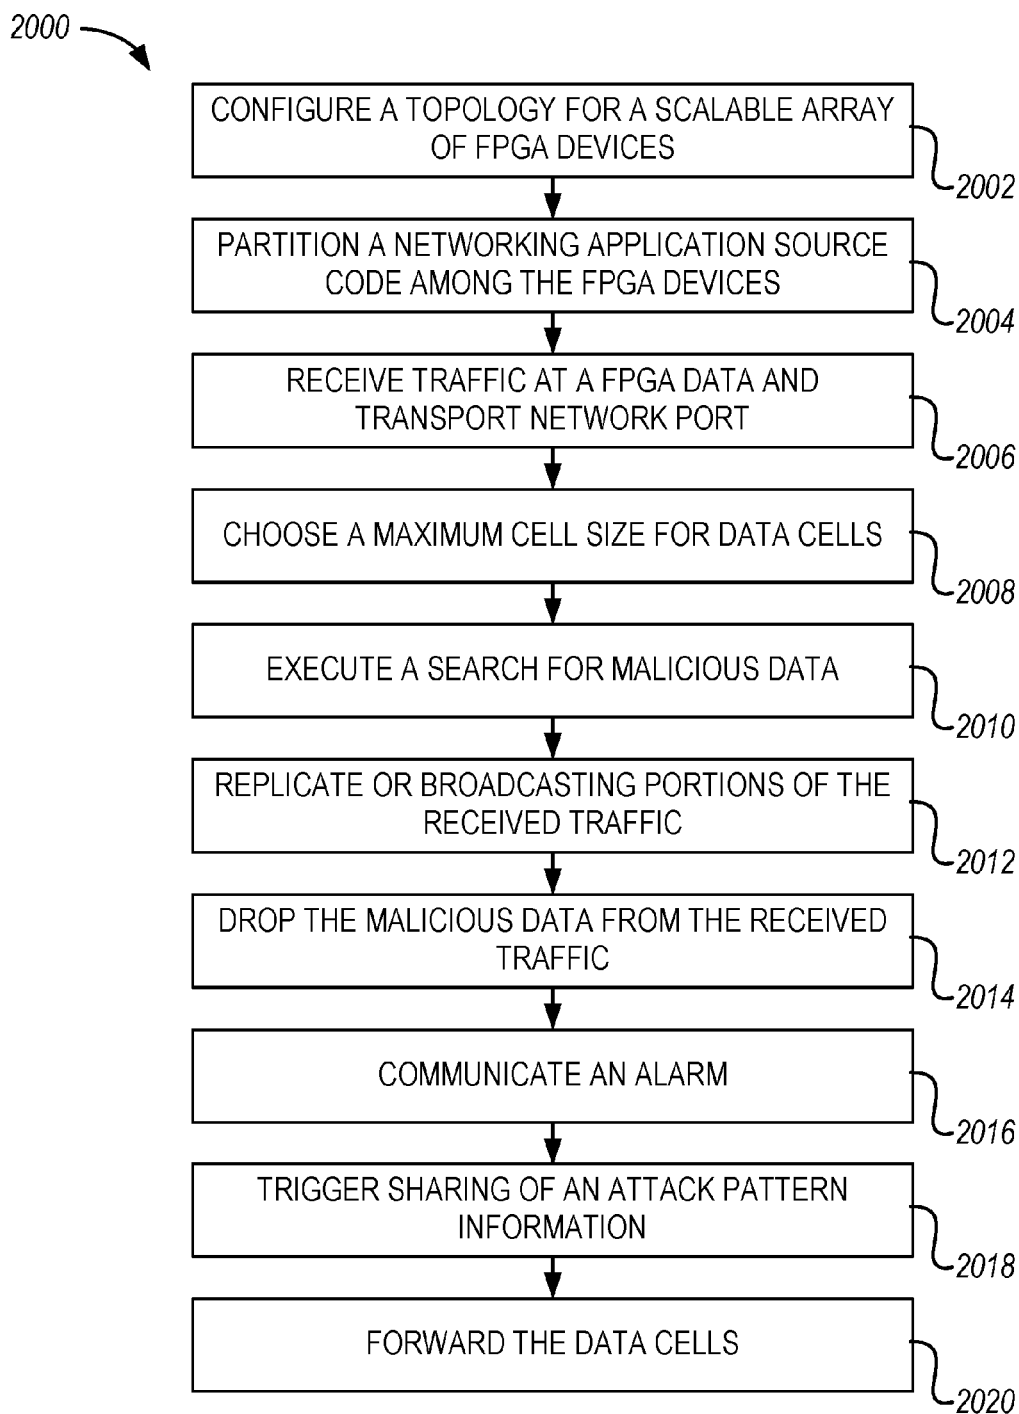 2000
CONFIGURE A TOPOLOGY FOR A SCALABLE ARRAY
OF FPGA DEVICES
2002
PARTITION A NETWORKING APPLICATION SOURCE
CODE AMONG THE FPGA DEVICES
2004
RECEIVE TRAFFIC AT A FPGA DATA AND
TRANSPORT NETWORK PORT
2006
CHOOSE A MAXIMUM CELL SIZE FOR DATA CELLS
2008
EXECUTE A SEARCH FOR MALICIOUS DATA
2010
REPLICATE OR BROADCASTING PORTIONS OF THE
RECEIVED TRAFFIC
2012
DROP THE MALICIOUS DATA FROM THE RECEIVED
TRAFFIC
2014
COMMUNICATE AN ALARM
2016
TRIGGER SHARING OF AN ATTACK PATTERN
INFORMATION
2018
FORWARD THE DATA CELLS
2020